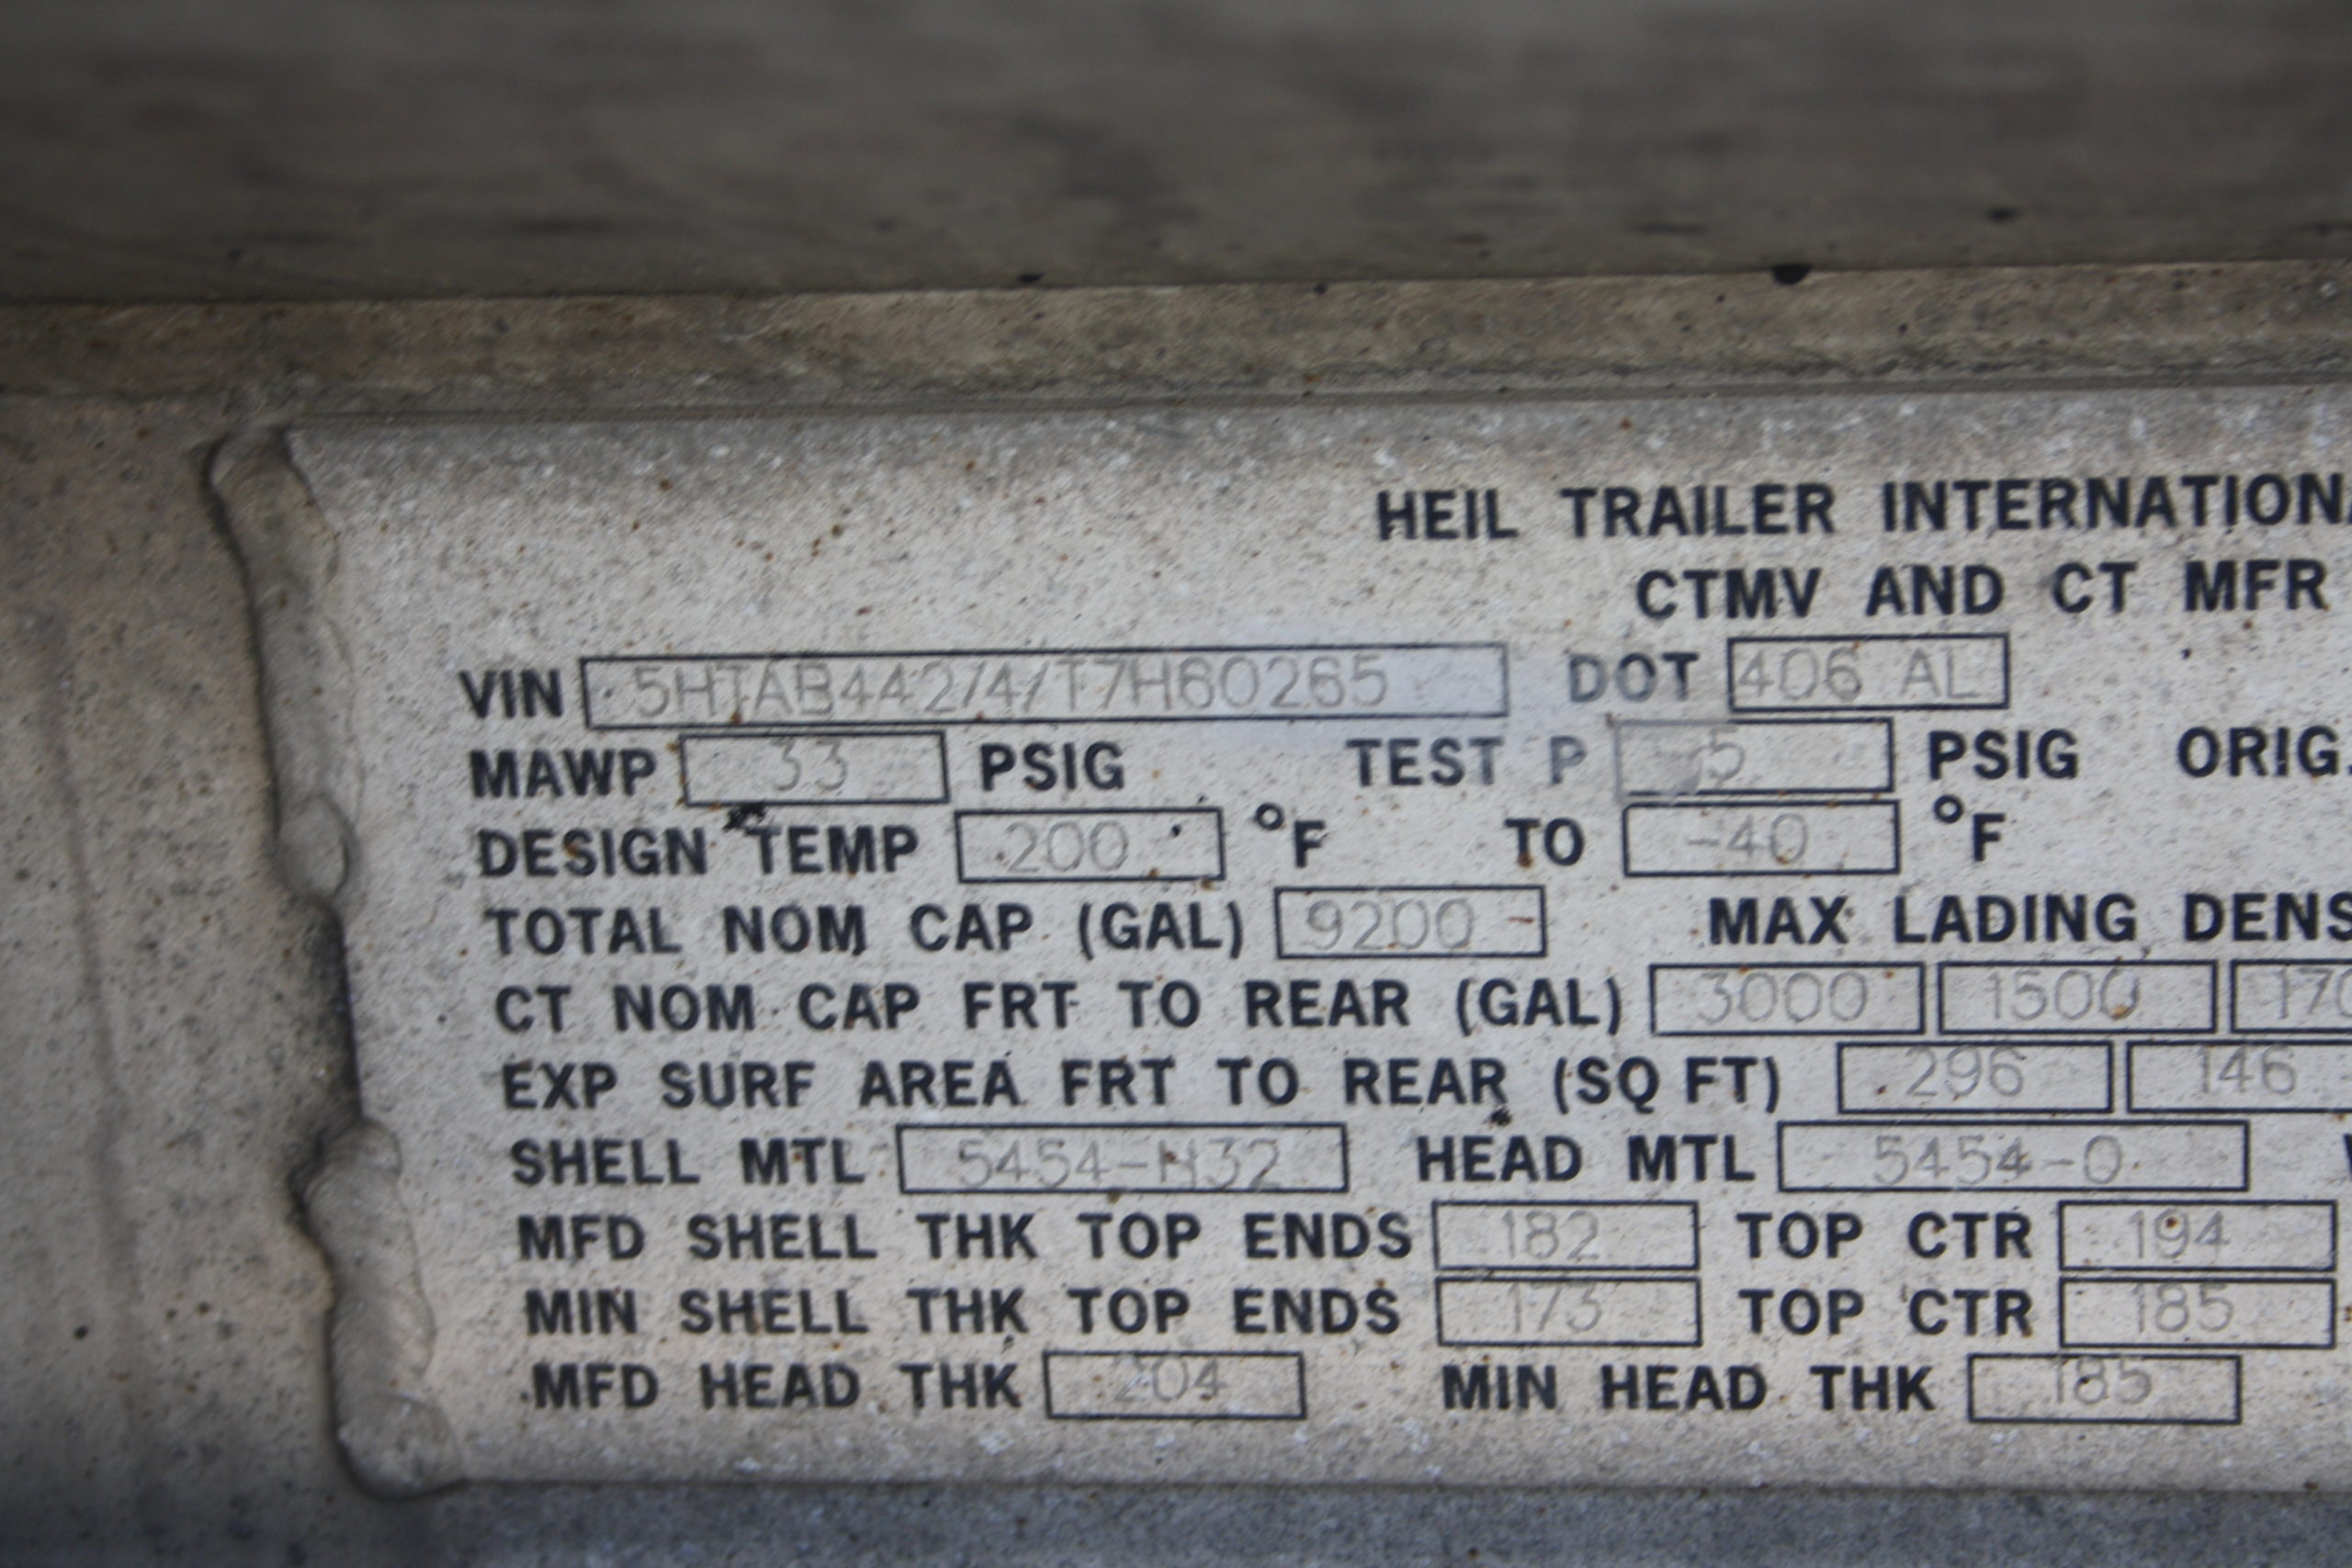 HEIL TRAILER INTERNATION
CTMV AND CT MFR
VIN DOT 406 AL
MAWP 33 PSIG TEST P 5 PSIG ORIG.
DESIGN TEMP 200 °F TO -40 °F
TOTAL NOM CAP (GAL) 9200 MAX LADING DENS
CT NOM CAP FRT TO REAR (GAL) 3000 1500 170
EXP SURF AREA FRT TO REAR (SQ FT) 296 146
SHELL MTL 5454-H32 HEAD MTL 5454-0
MFD SHELL THK TOP ENDS 182 TOP CTR 194
MIN SHELL THK TOP ENDS 173 TOP CTR 185
MFD HEAD THK 204 MIN HEAD THK 185